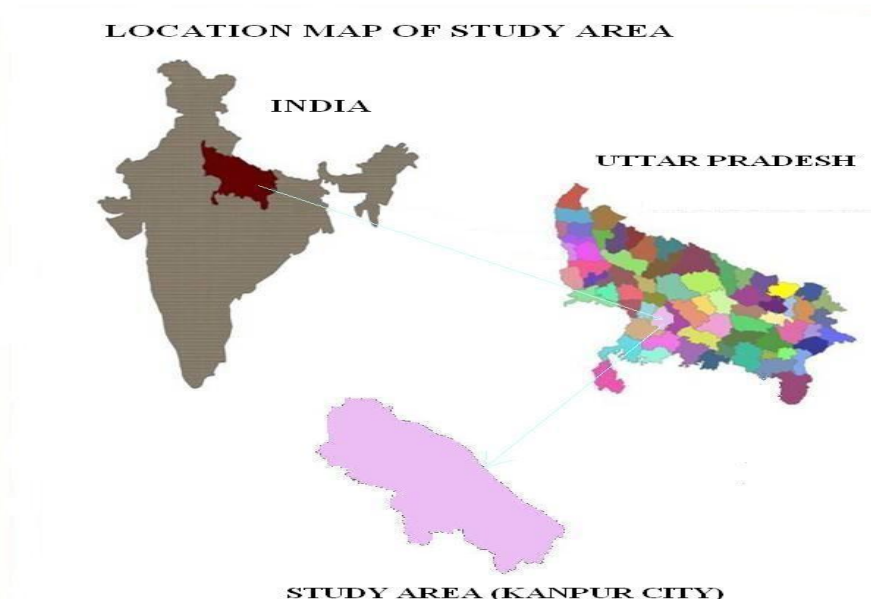 LOCATION MAP OF STUDY AREA
INDIA
UTTAR PRADESH
STUDY AREA (KANPUR CITY)